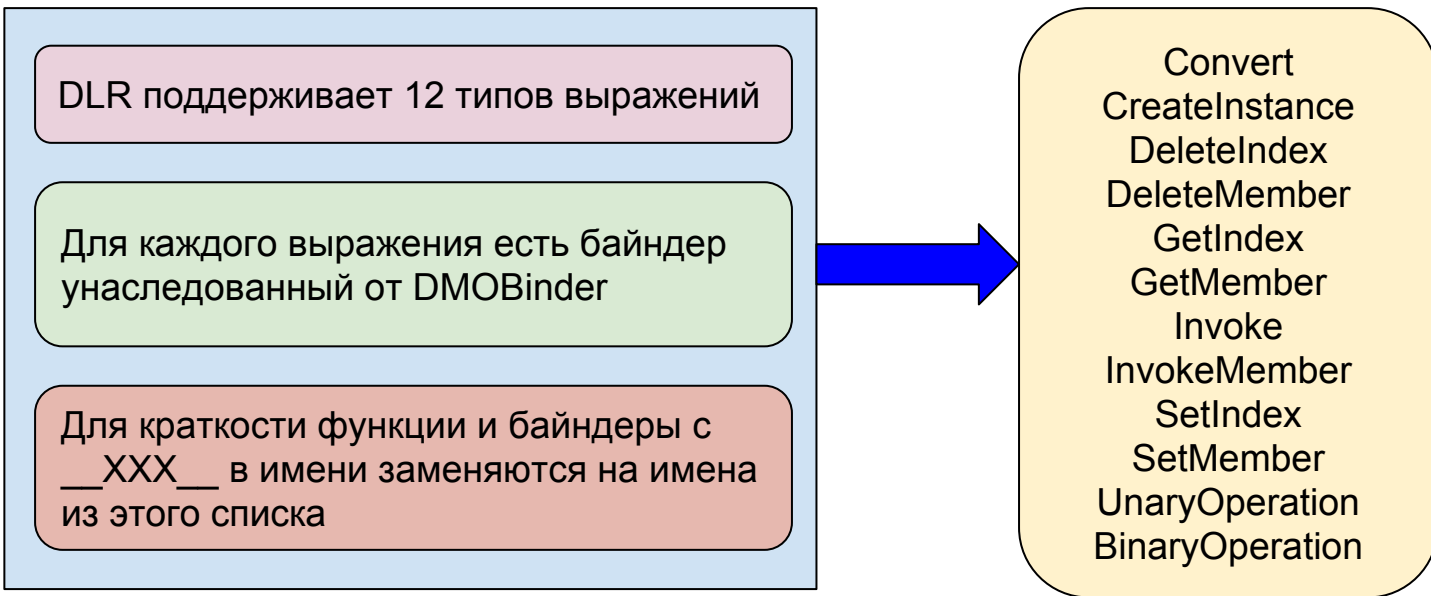 DLR поддерживает 12 типов выражений
Для каждого выражения есть байндер
унаследованный от DMOBinder
Для краткости функции и байндеры с
__XXX__ в имени заменяются на имена
из этого списка
Convert
CreateInstance
DeleteIndex
DeleteMember
GetIndex
GetMember
Invoke
InvokeMember
SetIndex
SetMember
UnaryOperation
BinaryOperation